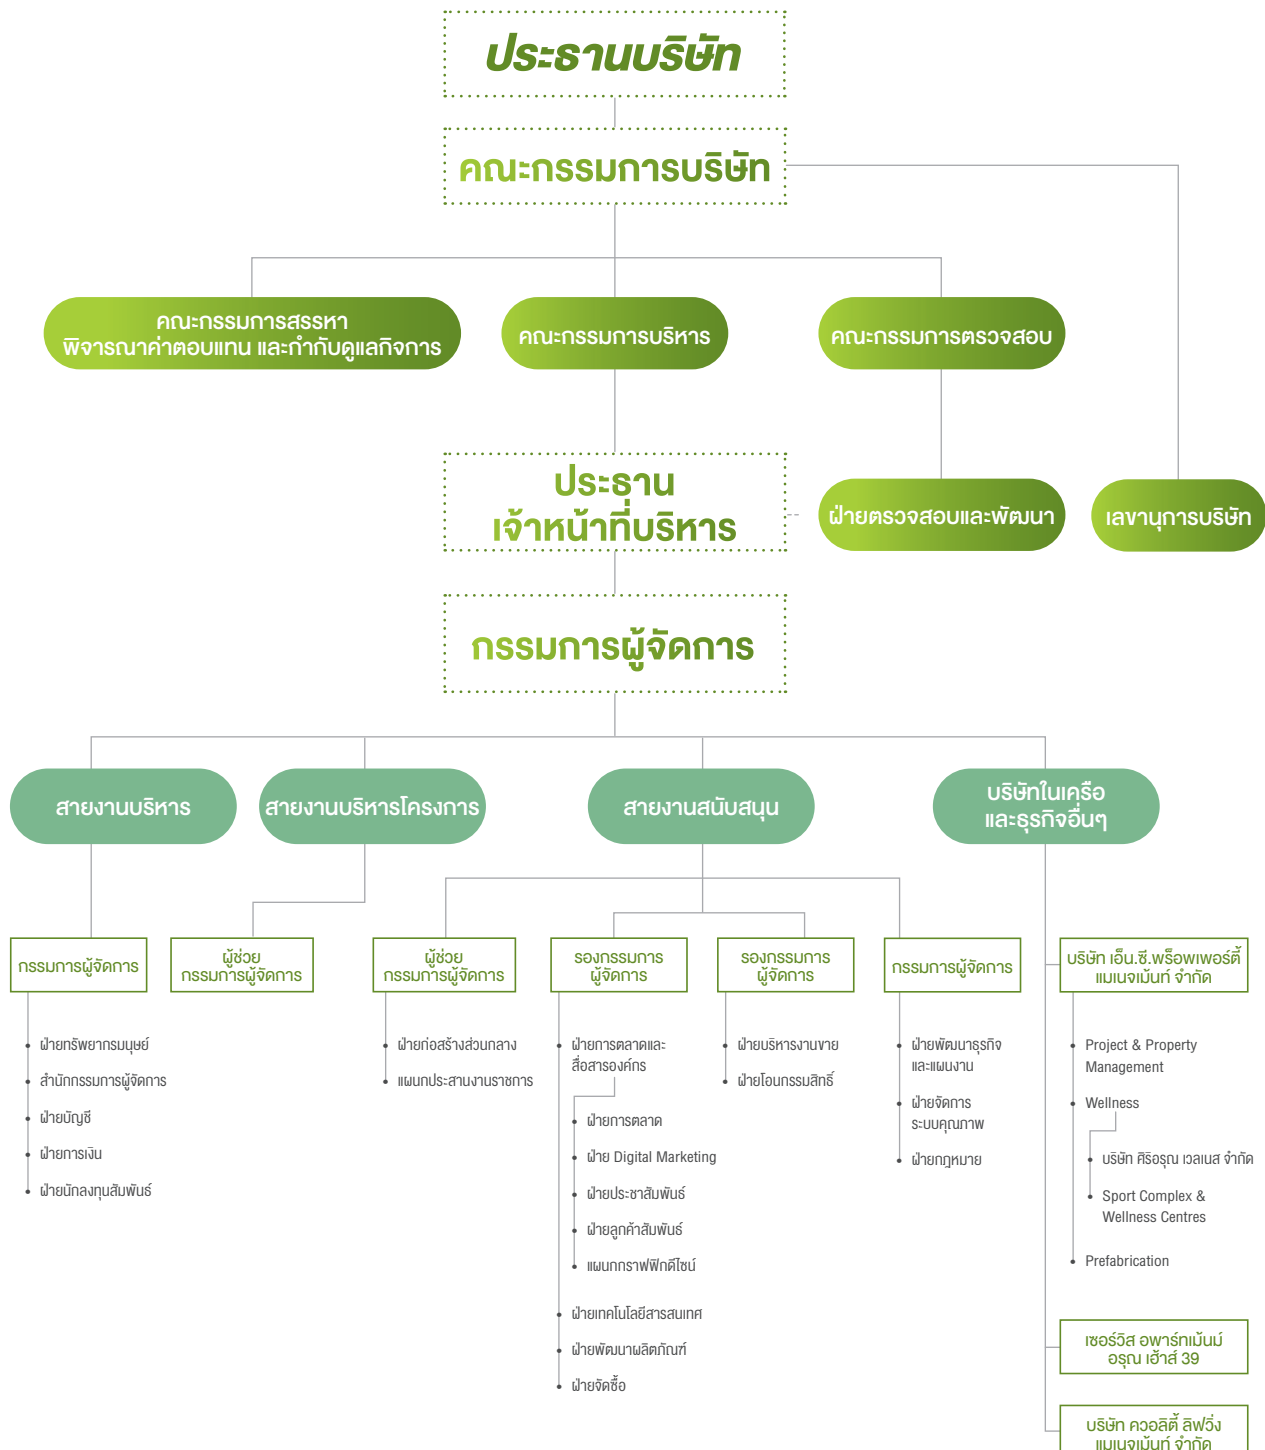 ประธานบริษัท
คณะกรรมการบริษัท
คณะกรรมการสรรหา
พิจารณาค่าตอบแทน และกำกับดูแลกิจการ
คณะกรรมการบริหาร
คณะกรรมการตรวจสอบ
ประธาน
เจ้าหน้าที่บริหาร
ฝ่ายตรวจสอบและพัฒนา
เลขานุการบริษัท
กรรมการผู้จัดการ
สายงานบริหาร
สายงานบริหารโครงการ
สายงานสนับสนุน
บริษัทในเครือ
และธุรกิจอื่นๆ
กรรมการผู้จัดการ
ฝ่ายทรัพยากรมนุษย์
สำนักกรรมการผู้จัดการ
ฝ่ายบัญชี
ฝ่ายการเงิน
ฝ่ายนักลงทุนสัมพันธ์
ผู้ช่วย
กรรมการผู้จัดการ
ผู้ช่วย
กรรมการผู้จัดการ
ฝ่ายก่อสร้างส่วนกลาง
แผนกประสานงานราชการ
รองกรรมการ
ผู้จัดการ
ฝ่ายการตลาดและ
สื่อสารองค์กร
ฝ่ายการตลาด
ฝ่าย Digital Marketing
ฝ่ายประชาสัมพันธ์
ฝ่ายลูกค้าสัมพันธ์
แผนกกราฟฟิกดีไซน์
ฝ่ายเทคโนโลยีสารสนเทศ
ฝ่ายพัฒนาผลิตภัณฑ์
ฝ่ายจัดซื้อ
รองกรรมการ
ผู้จัดการ
ฝ่ายบริหารงานขาย
ฝ่ายโอนกรรมสิทธิ์
กรรมการผู้จัดการ
ฝ่ายพัฒนาธุรกิจ
และแผนงาน
ฝ่ายจัดการ
ระบบคุณภาพ
ฝ่ายกฎหมาย
บริษัท เอ็น.ซี.พร็อพเพอร์ตี้
แมเนจเม้นท์ จำกัด
Project & Property
Management
Wellness
บริษัท ศิริอรุณ เวลเนส จำกัด
Sport Complex &
Wellness Centres
Prefabrication
เซอร์วิส อพาร์ทเม้นม์
อรุณ เฮ้าส์ 39
บริษัท ควอลิตี้ ลิฟวิ่ง
แมเนจเม้นท์ จำกัด